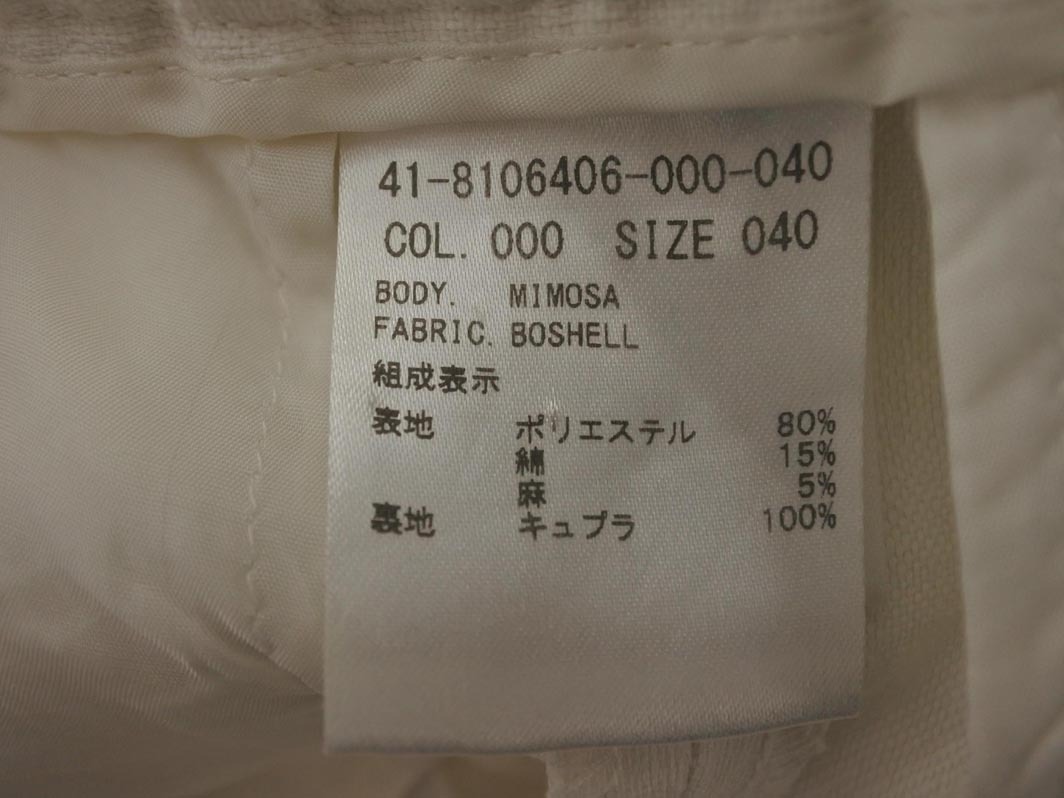 41-8106406-000-040
COL. 000 SIZE 040
BODY. MIMOSA
FABRIC. BOSHELL
組成表示
表地 ポリエステル 80%
綿 15%
麻 5%
裏地 キュプラ 100%